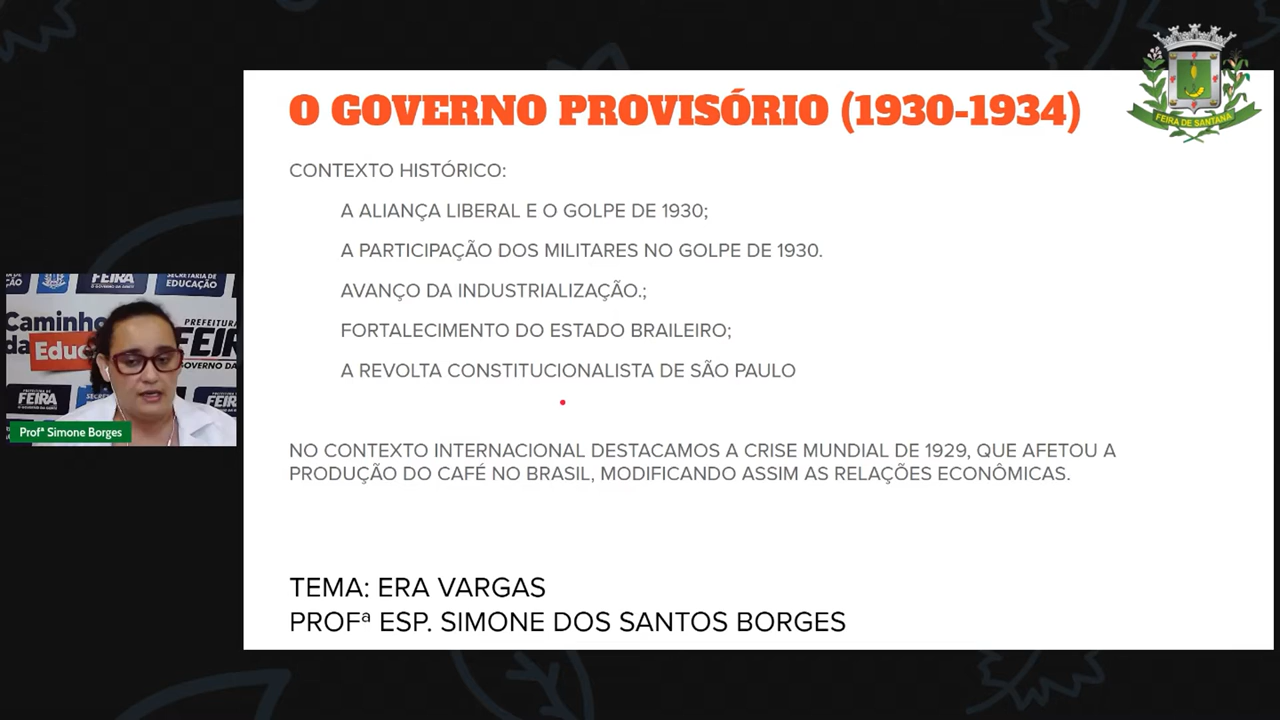 O GOVERNO PROVISÓRIO (1930-1934)
FEIRA DE SANTANA
CONTEXTO HISTÓRICO:
A ALIANÇA LIBERAL E O GOLPE DE 1930;
A PARTICIPAÇÃO DOS MILITARES NO GOLPE DE 1930.
AVANÇO DA INDUSTRIALIZAÇÃO.;
FORTALECIMENTO DO ESTADO BRAILEIRO;
A REVOLTA CONSTITUCIONALISTA DE SÃO PAULO
NO CONTEXTO INTERNACIONAL DESTACAMOS A CRISE MUNDIAL DE 1929, QUE AFETOU A
PRODUÇÃO DO CAFÉ NO BRASIL, MODIFICANDO ASSIM AS RELAÇÕES ECONÔMICAS.
TEMA: ERA VARGAS
PROFª ESP. SIMONE DOS SANTOS BORGES
FEIRA
SECRETARIA DE
EDUCAÇÃO
Caminho
da Educ
PREFEITURA
FEIRA
FEIRA
Profª Simone Borges